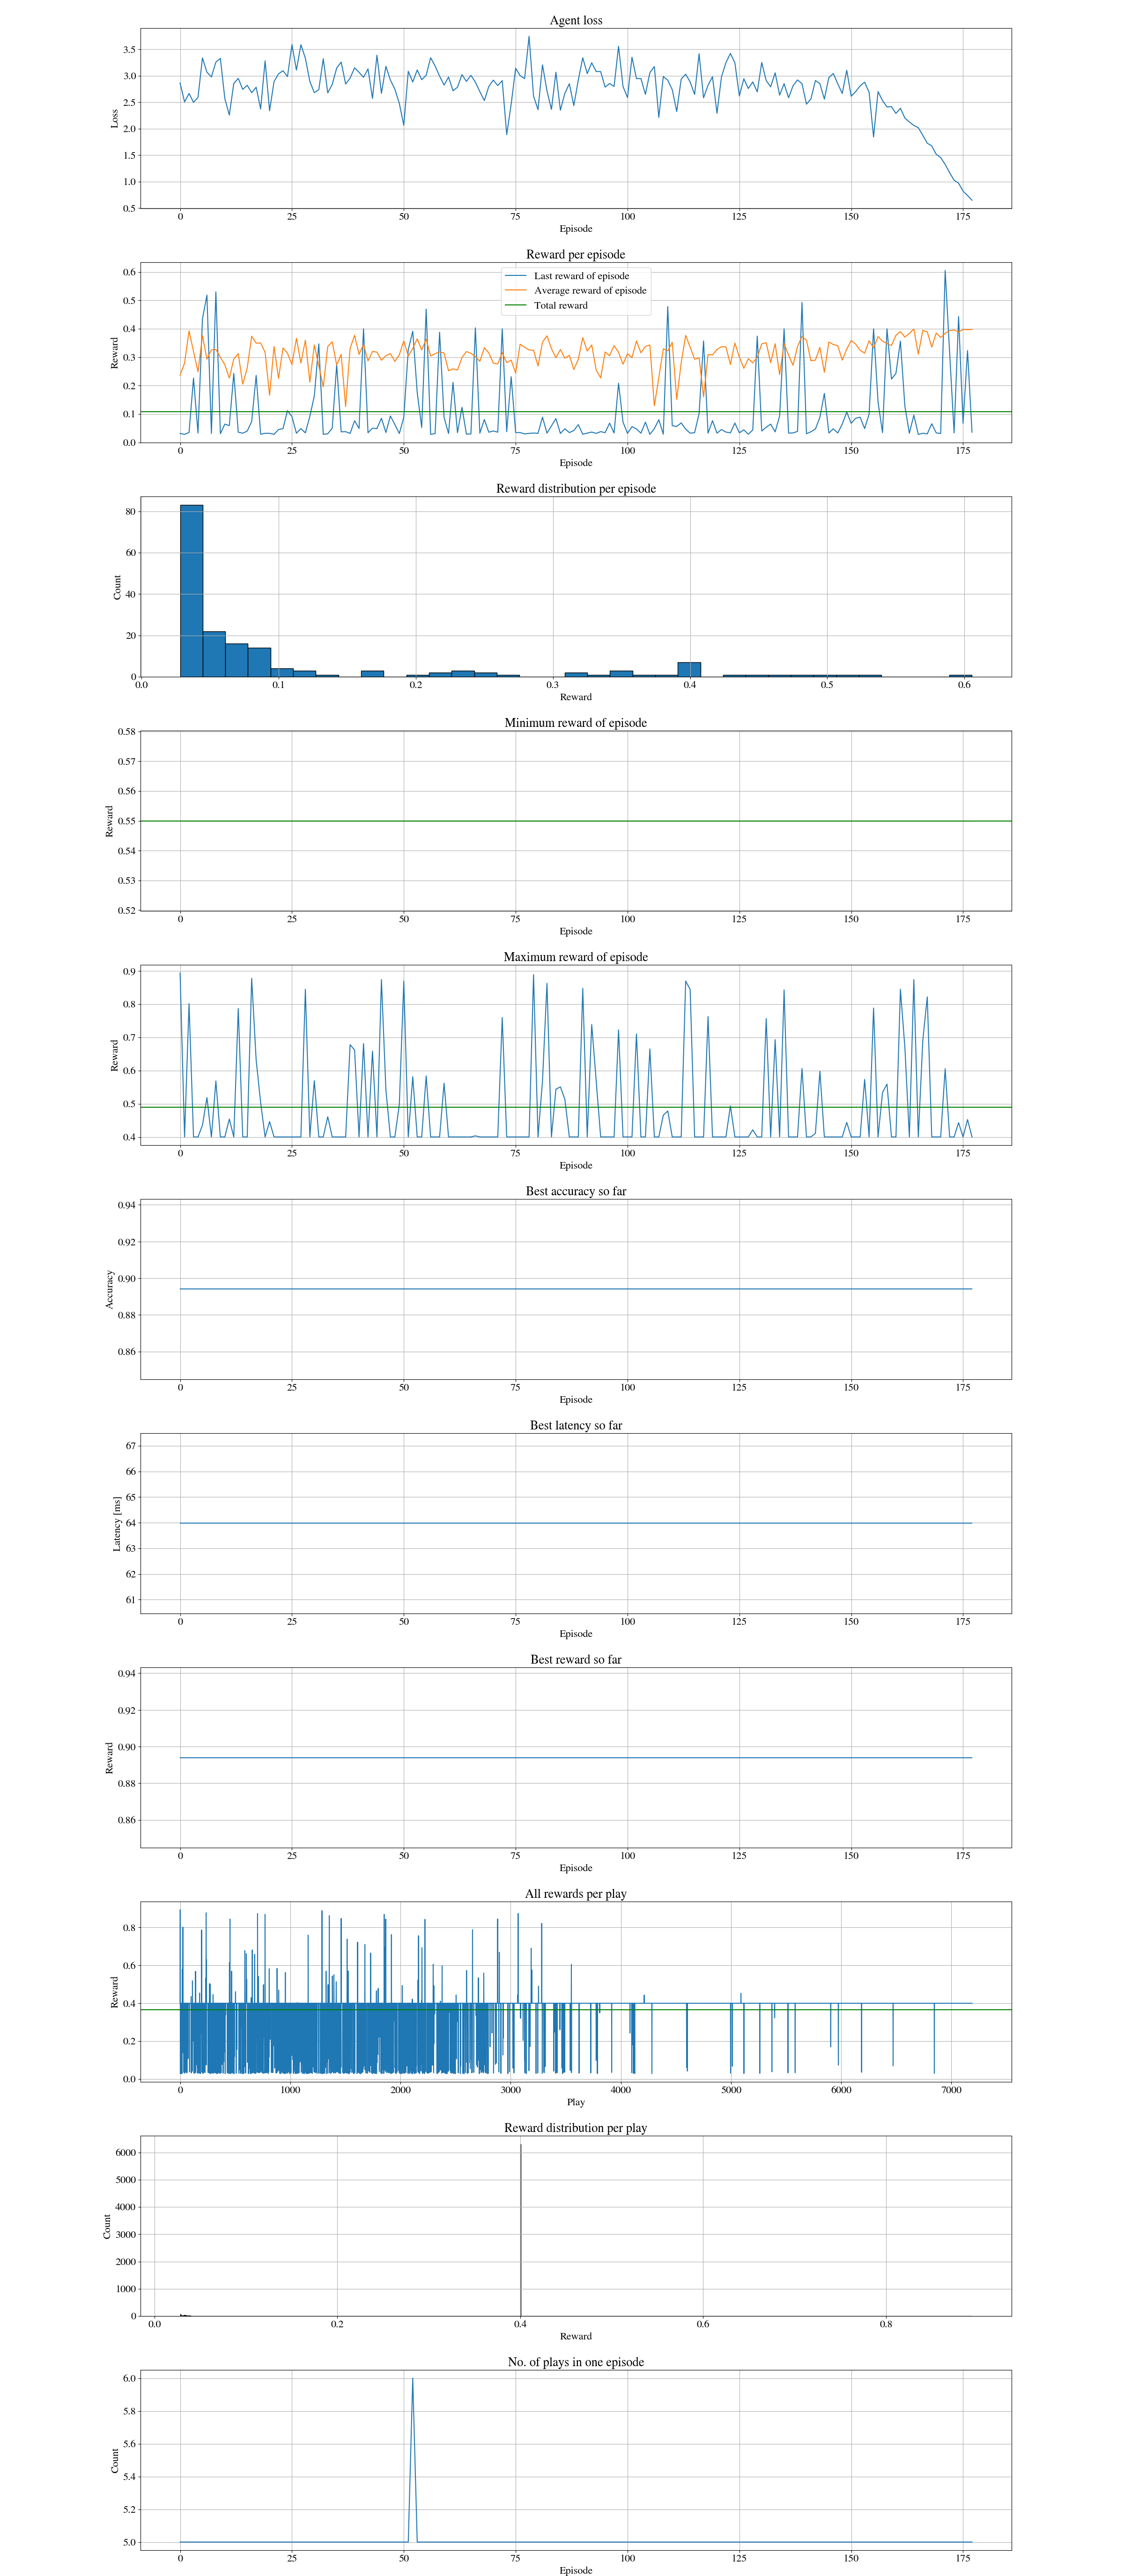 Agent loss
3.5
3.0
2.5
2.0
1.5
1.0
0.5
Loss
0 25 50 75 100 125 150 175
Episode
Reward per episode
Last reward of episode
Average reward of episode
Total reward
0.6
0.5
0.4
0.3
0.2
0.1
0.0
Reward
0 25 50 75 100 125 150 175
Episode
Reward distribution per episode
80
60
40
20
0
Count
0.0 0.1 0.2 0.3 0.4 0.5 0.6
Reward
Minimum reward of episode
0.58
0.57
0.56
0.55
0.54
0.53
0.52
Reward
0 25 50 75 100 125 150 175
Episode
Maximum reward of episode
0.9
0.8
0.7
0.6
0.5
0.4
Reward
0 25 50 75 100 125 150 175
Episode
Best accuracy so far
0.94
0.92
0.90
0.88
0.86
Accuracy
0 25 50 75 100 125 150 175
Episode
Best latency so far
67
66
65
64
63
62
61
Latency [ms]
0 25 50 75 100 125 150 175
Episode
Best reward so far
0.94
0.92
0.90
0.88
0.86
Reward
0 25 50 75 100 125 150 175
Episode
All rewards per play
0.8
0.6
0.4
0.2
0.0
Reward
0 1000 2000 3000 4000 5000 6000 7000
Play
Reward distribution per play
6000
5000
4000
3000
2000
1000
0
Count
0.0 0.2 0.4 0.6 0.8
Reward
No. of plays in one episode
6.0
5.8
5.6
5.4
5.2
5.0
Count
0 25 50 75 100 125 150 175
Episode